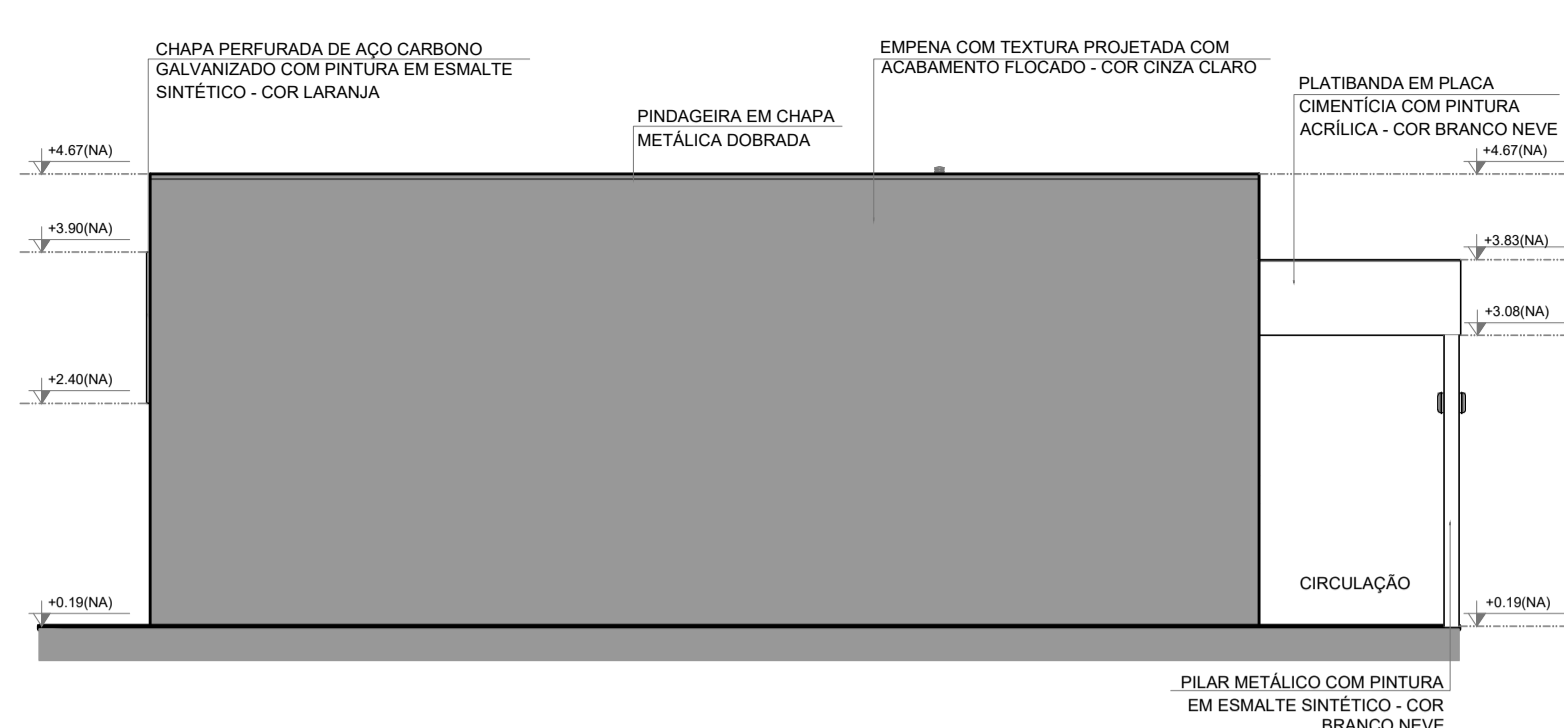 CHAPA PERFURADA DE AÇO CARBONO
GALVANIZADO COM PINTURA EM ESMALTE
SINTÉTICO - COR LARANJA
EMPENA COM TEXTURA PROJETADA COM
ACABAMENTO FLOCADO - COR CINZA CLARO
PINDAGEIRA EM CHAPA
METÁLICA DOBRADA
PLATIBANDA EM PLACA
CIMENTÍCIA COM PINTURA
ACRÍLICA - COR BRANCO NEVE
+4.67(NA)
+4.67(NA)
+3.90(NA)
+3.83(NA)
+3.08(NA)
+2.40(NA)
CIRCULAÇÃO
+0.19(NA)
+0.19(NA)
PILAR METÁLICO COM PINTURA
EM ESMALTE SINTÉTICO - COR
BRANCO NEVE